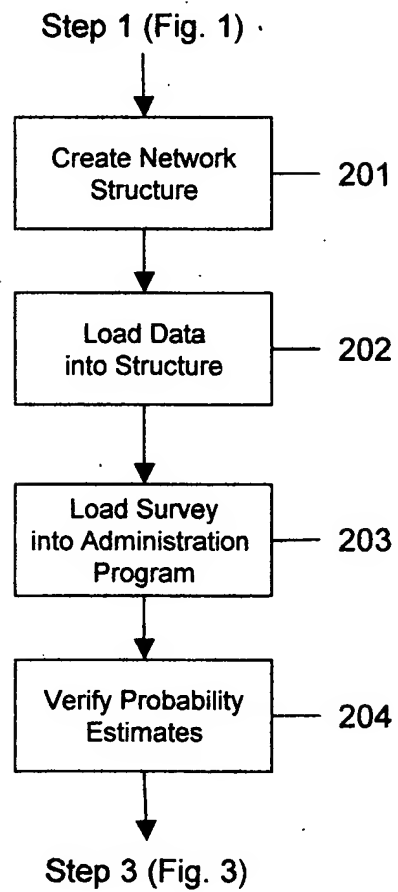 Step 1 (Fig. 1)
Create Network
Structure
201
Load Data
into Structure
202
Load Survey
into Administration
Program
203
Verify Probability
Estimates
204
Step 3 (Fig. 3)